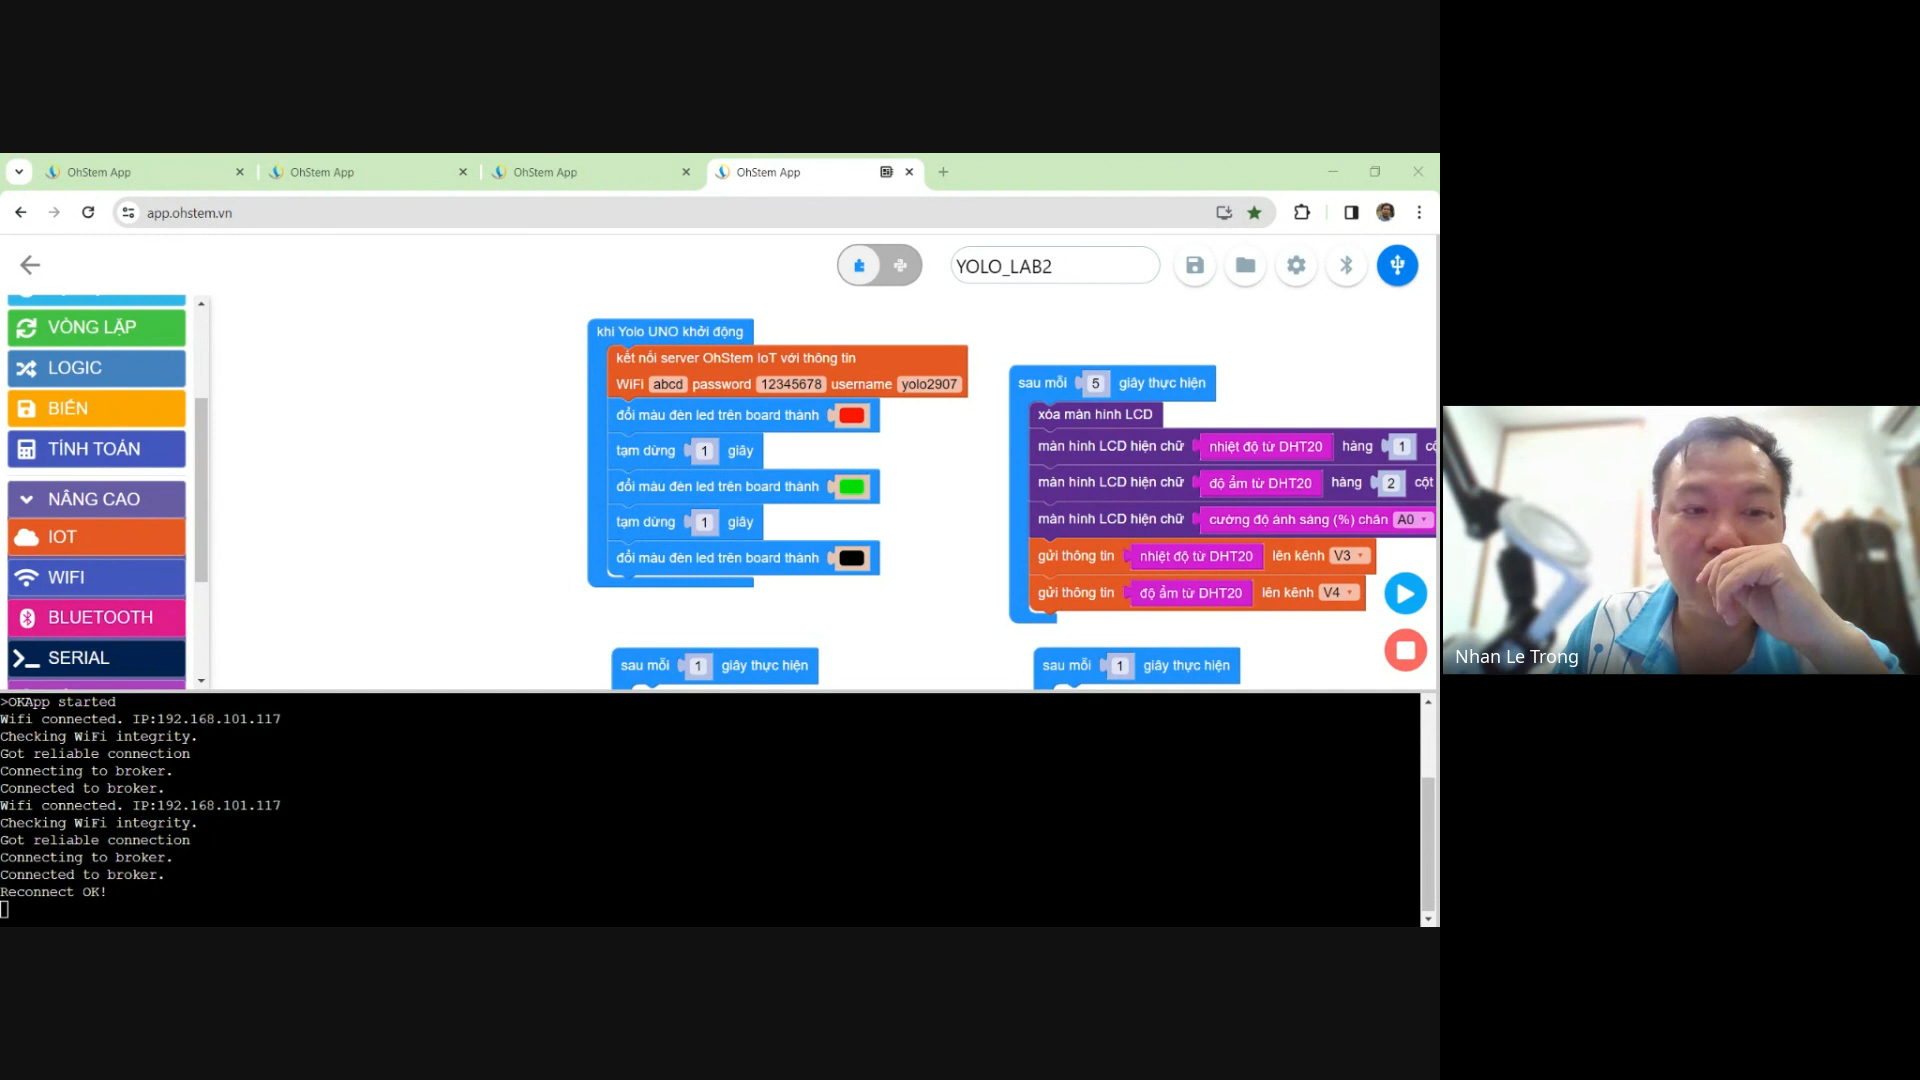 OhStem App
OhStem App
OhStem App
OhStem App
app.ohstem.vn
YOLO_LAB2
VÒNG LẶP
LOGIC
BIẾN
TÍNH TOÁN
NÂNG CAO
IOT
WIFI
BLUETOOTH
SERIAL
khi Yolo UNO khởi động
kết nối server OhStem IoT với thông tin
WiFi abcd password 12345678 username yolo2907
đổi màu đèn led trên board thành
tạm dừng 1 giây
đổi màu đèn led trên board thành
tạm dừng 1 giây
đổi màu đèn led trên board thành
sau mỗi 5 giây thực hiện
xóa màn hình LCD
màn hình LCD hiện chữ nhiệt độ từ DHT20 hàng 1
màn hình LCD hiện chữ độ ẩm từ DHT20 hàng 2 cột
màn hình LCD hiện chữ cường độ ánh sáng (%) chân A0
gửi thông tin nhiệt độ từ DHT20 lên kênh V3
gửi thông tin độ ẩm từ DHT20 lên kênh V4
sau mỗi 1 giây thực hiện
sau mỗi 1 giây thực hiện
>OKApp started
Wifi connected. IP:192.168.101.117
Checking WiFi integrity.
Got reliable connection
Connecting to broker.
Connected to broker.
Wifi connected. IP:192.168.101.117
Checking WiFi integrity.
Got reliable connection
Connecting to broker.
Connected to broker.
Reconnect OK!
Nhan Le Trong